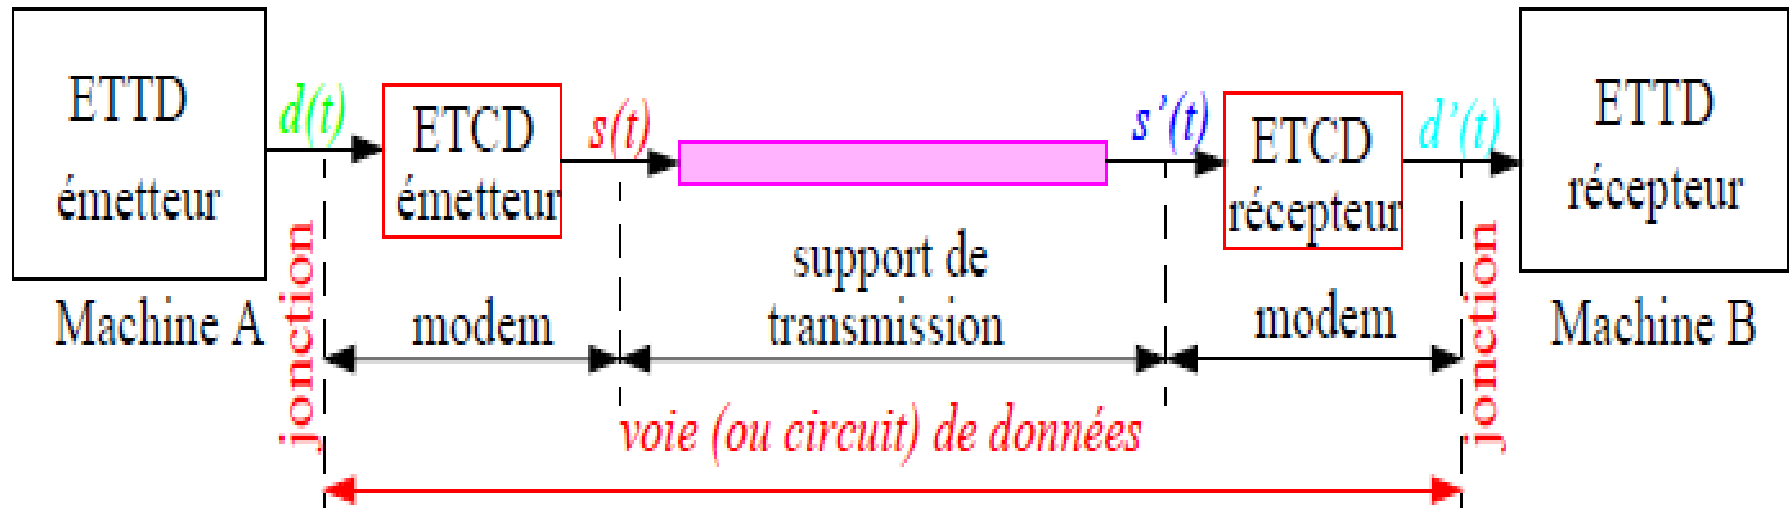 ETTD
émetteur
Machine A
d(t)
jonction
ETCD
émetteur
modem
s(t)
support de
transmission
s'(t)
ETCD
récepteur
modem
d'(t)
jonction
ETTD
récepteur
Machine B
voie (ou circuit) de données